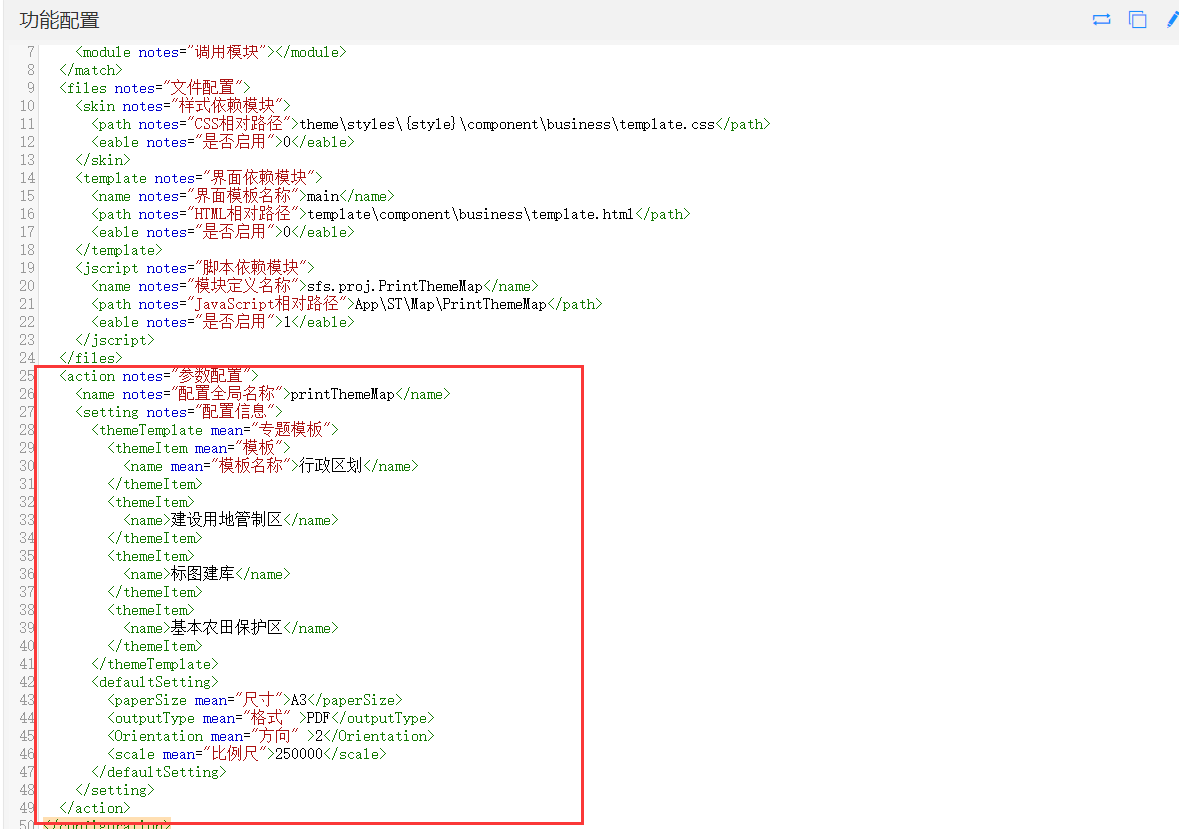 功能配置
7 <module notes="调用模块"></module>
8 </match>
9 <files notes="文件配置">
10 <skin notes="样式依赖模块">
11 <path notes="CSS相对路径">theme\styles\{style}\component\business\template.css</path>
12 <eable notes="是否启用">0</eable>
13 </skin>
14 <template notes="界面依赖模块">
15 <name notes="界面模板名称">main</name>
16 <path notes="HTML相对路径">template\component\business\template.html</path>
17 <eable notes="是否启用">0</eable>
18 </template>
19 <jscript notes="脚本依赖模块">
20 <name notes="模块定义名称">sfs.proj.PrintThemeMap</name>
21 <path notes="JavaScript相对路径">App\ST\Map\PrintThemeMap</path>
22 <eable notes="是否启用">1</eable>
23 </jscript>
24 </files>
25 <action notes="参数配置">
26 <name notes="配置全局名称">printThemeMap</name>
27 <setting notes="配置信息">
28 <themeTemplate mean="专题模板">
29 <themeItem mean="模板">
30 <name mean="模板名称">行政区划</name>
31 </themeItem>
32 <themeItem>
33 <name>建设用地管制区</name>
34 </themeItem>
35 <themeItem>
36 <name>标图建库</name>
37 </themeItem>
38 <themeItem>
39 <name>基本农田保护区</name>
40 </themeItem>
41 </themeTemplate>
42 <defaultSetting>
43 <paperSize mean="尺寸">A3</paperSize>
44 <outputType mean="格式" >PDF</outputType>
45 <Orientation mean="方向" >2</Orientation>
46 <scale mean="比例尺">250000</scale>
47 </defaultSetting>
48 </setting>
49 </action>
50 </configuration>